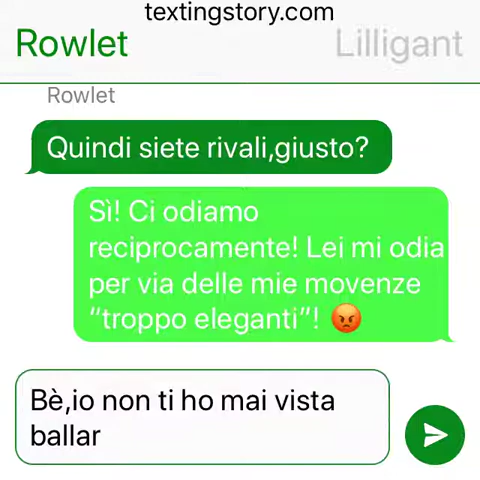 textingstory.com
Rowlet
Lilligant
Rowlet
Quindi siete rivali,giusto?
Sì! Ci odiamo
reciprocamente! Lei mi odia
per via delle mie movenze
“troppo eleganti”! 😡
Bè,io non ti ho mai vista
ballar